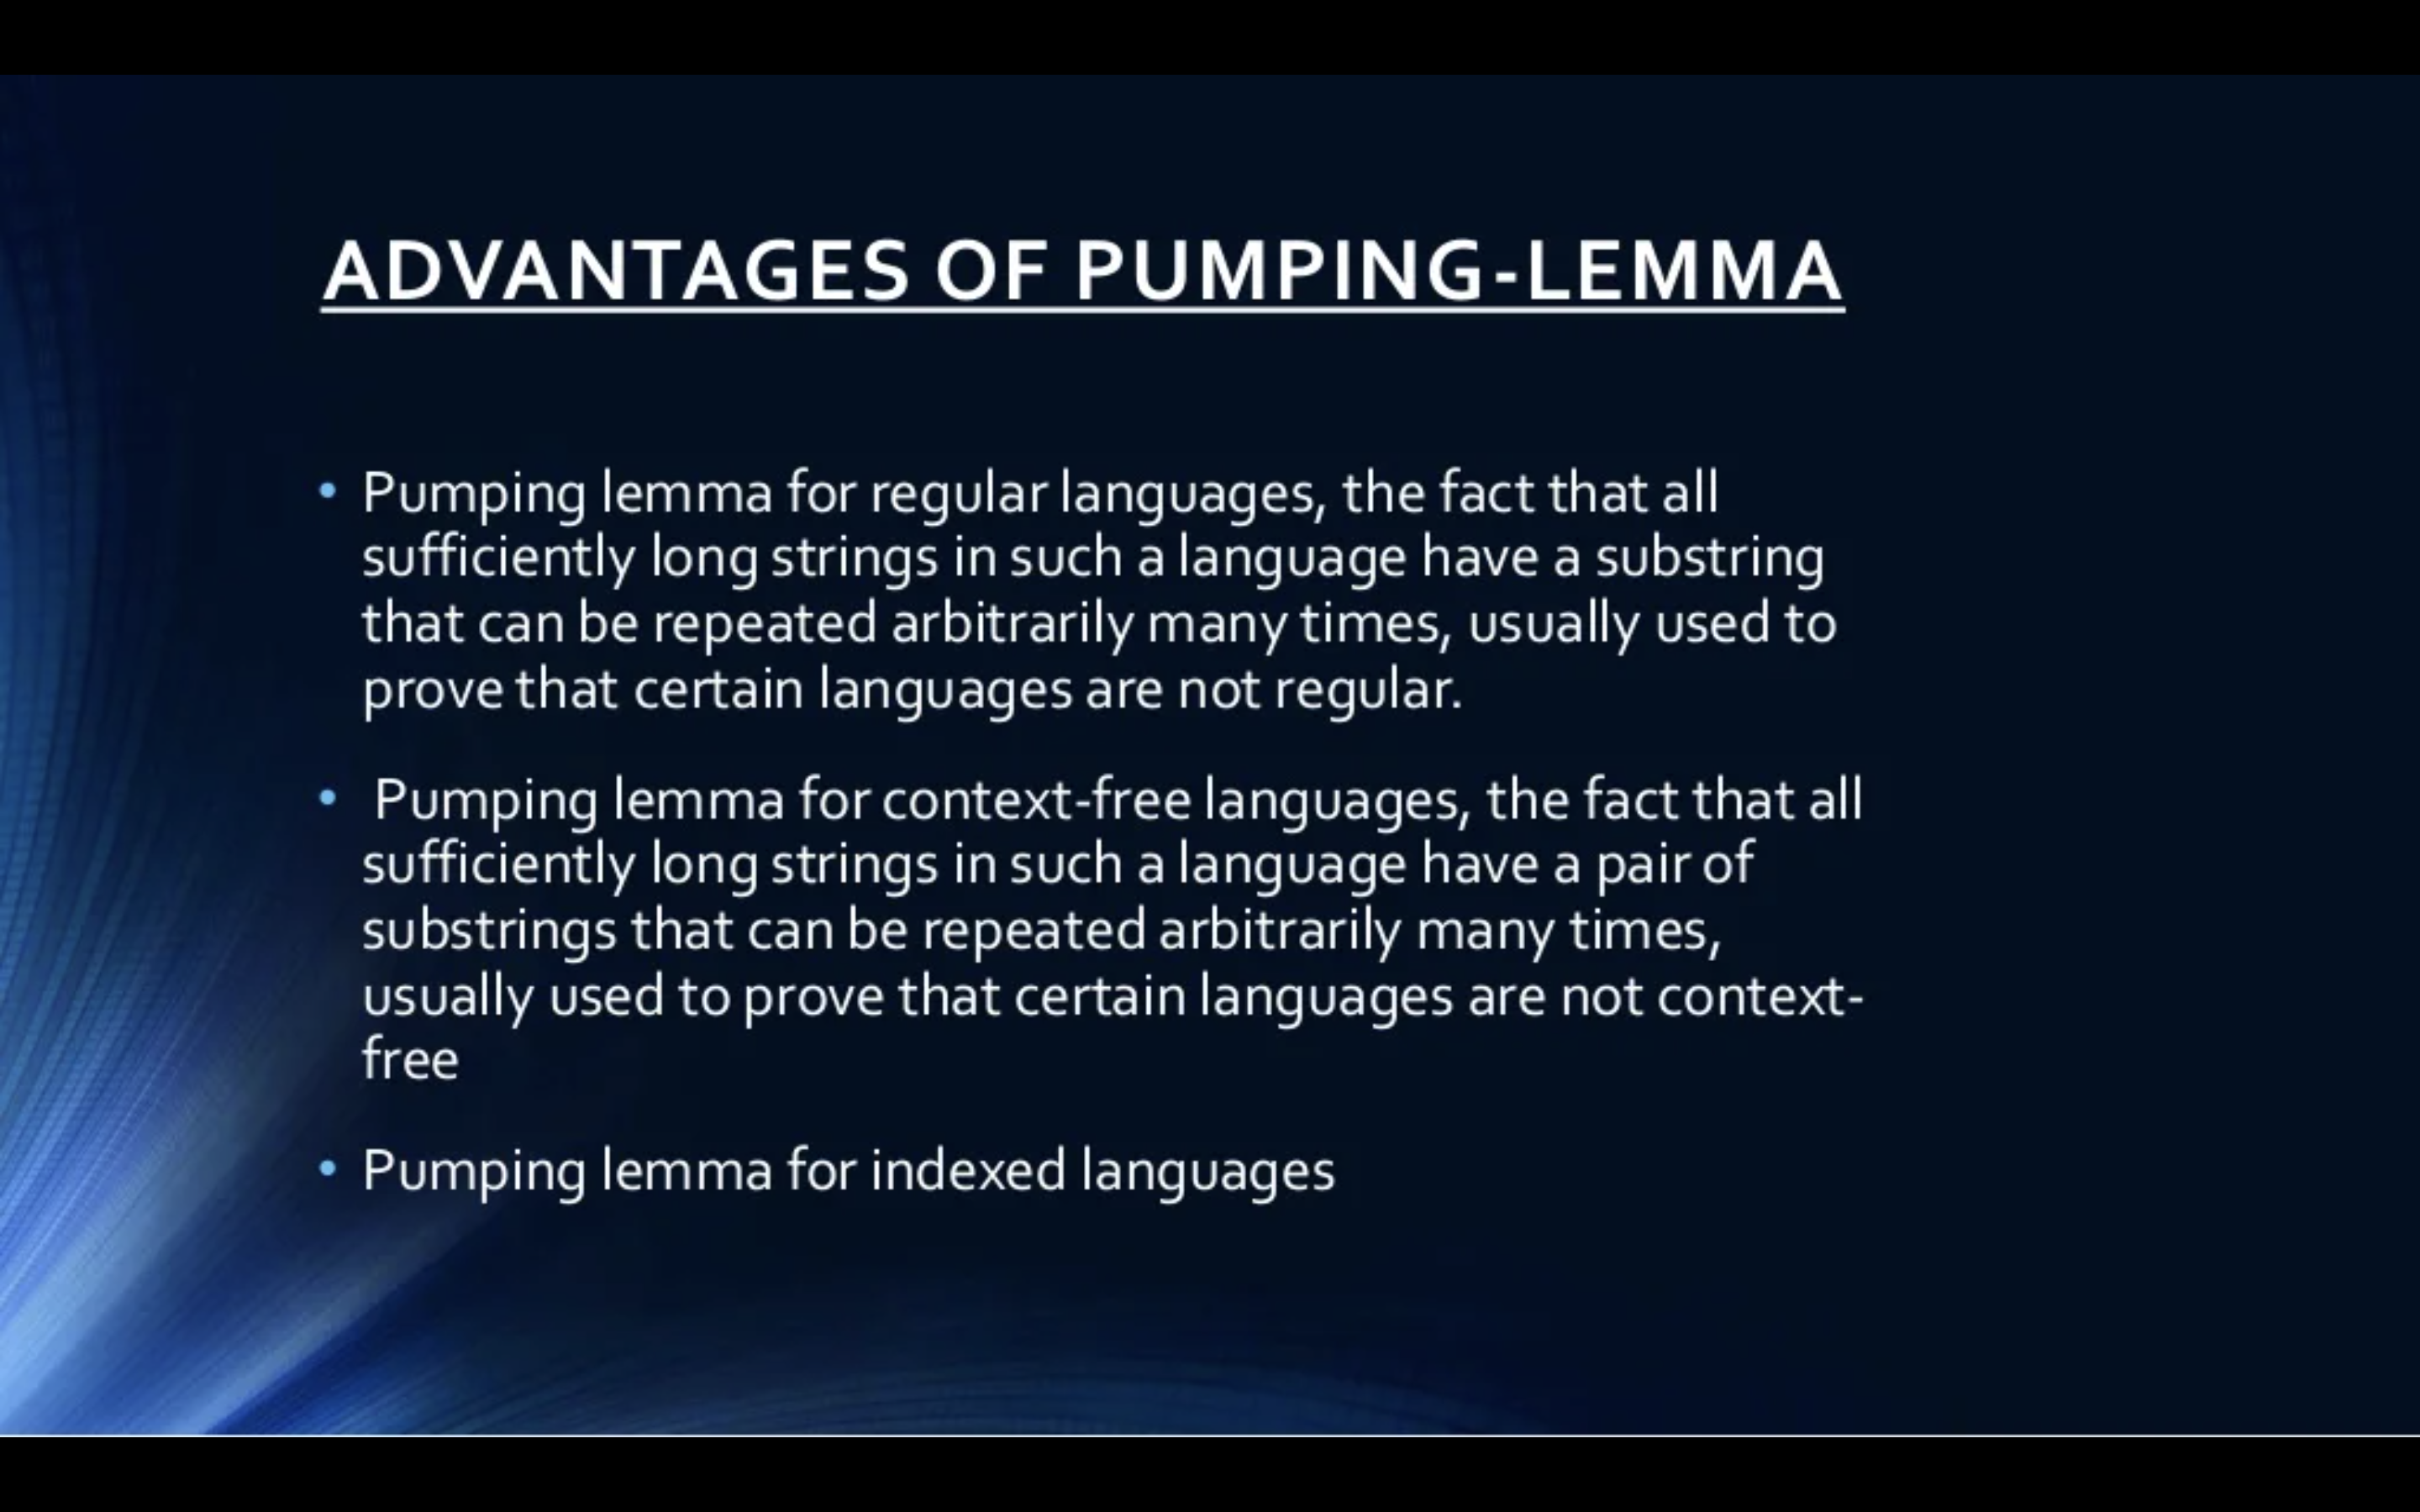 ADVANTAGES OF PUMPING-LEMMA
• Pumping lemma for regular languages, the fact that all
sufficiently long strings in such a language have a substring
that can be repeated arbitrarily many times, usually used to
prove that certain languages are not regular.
• Pumping lemma for context-free languages, the fact that all
sufficiently long strings in such a language have a pair of
substrings that can be repeated arbitrarily many times,
usually used to prove that certain languages are not context-
free
• Pumping lemma for indexed languages